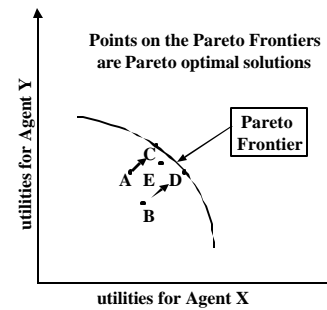 Points on the Pareto Frontiers
are Pareto optimal solutions
Pareto
Frontier
C
A E D
B
utilities for Agent Y
utilities for Agent X